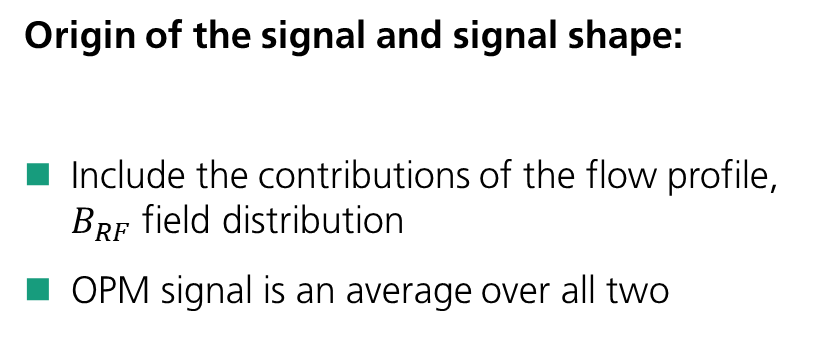 Origin of the signal and signal shape:
Include the contributions of the flow profile,
B_RF field distribution
OPM signal is an average over all two